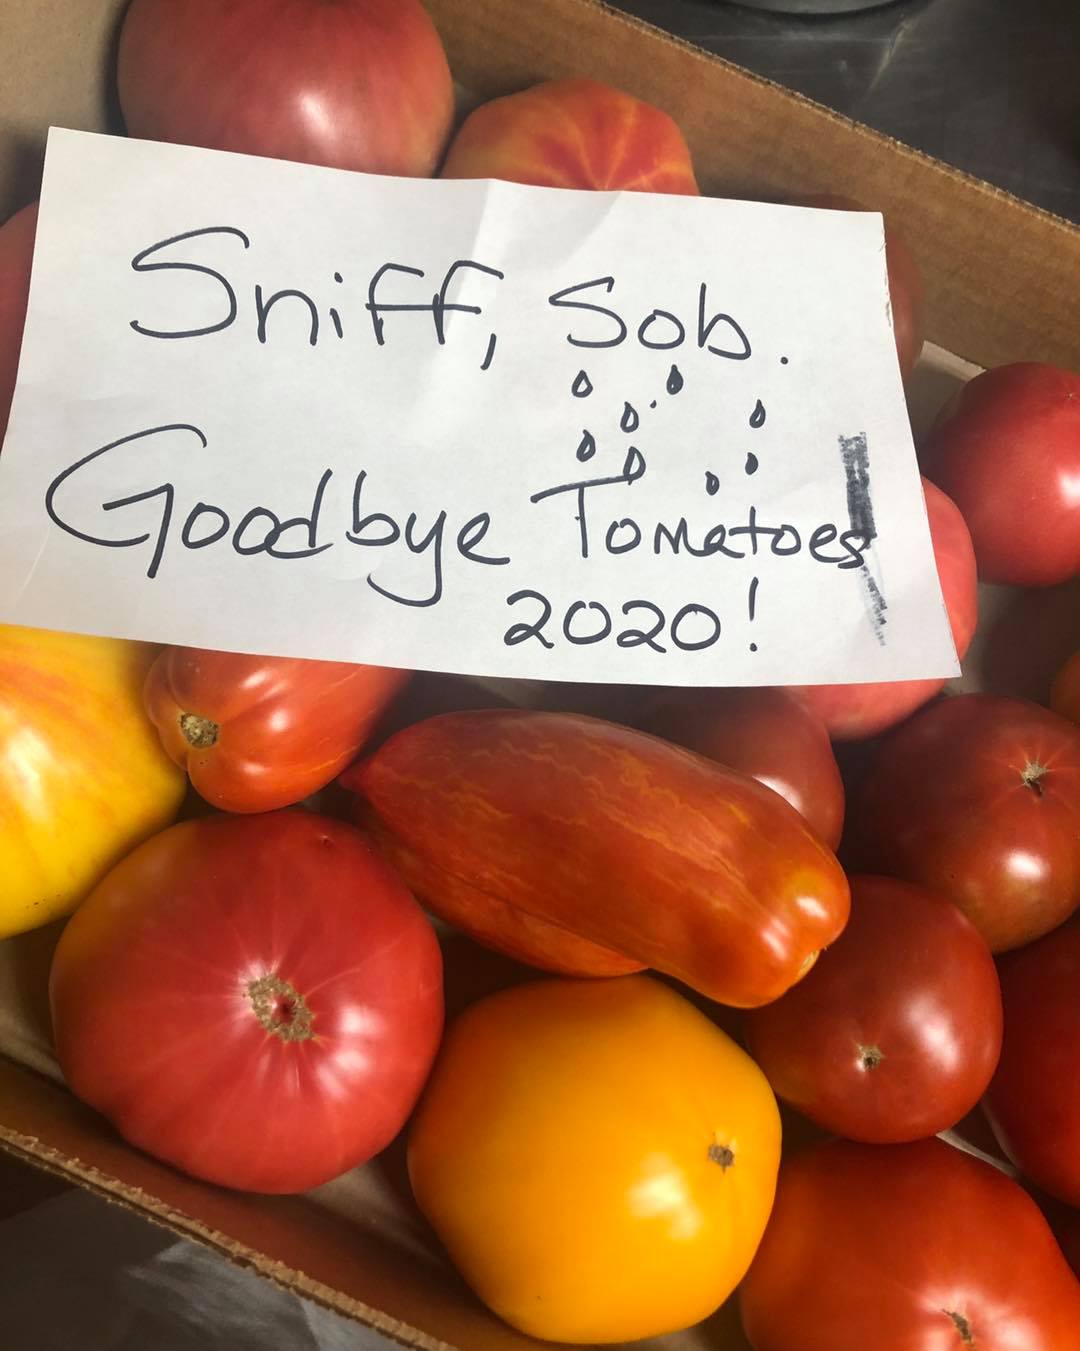 Sniff, Sob.
Goodbye Tomatoes
2020!